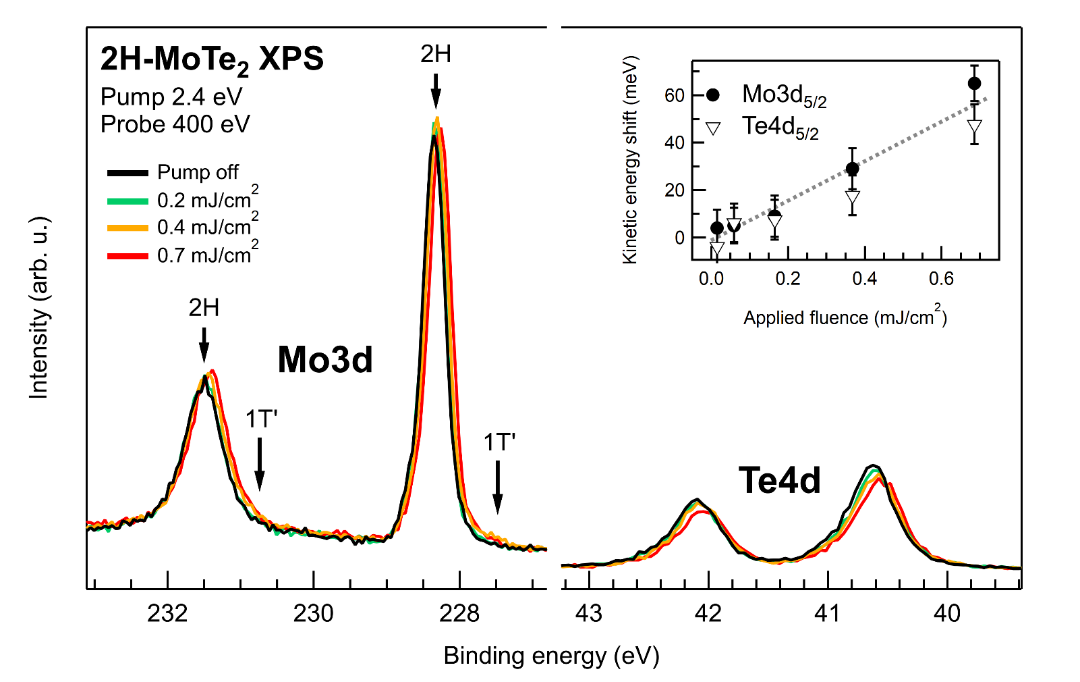 2H-MoTe2 XPS
Pump 2.4 eV
Probe 400 eV
Pump off
0.2 mJ/cm2
0.4 mJ/cm2
0.7 mJ/cm2
2H
1T'
Mo3d
2H
1T'
Te4d
Kinetic energy shift (meV)
60
40
20
0
Mo3d5/2
Te4d5/2
0.0
0.2
0.4
0.6
Applied fluence (mJ/cm2)
Intensity (arb. u.)
232
230
228
43
42
41
40
Binding energy (eV)